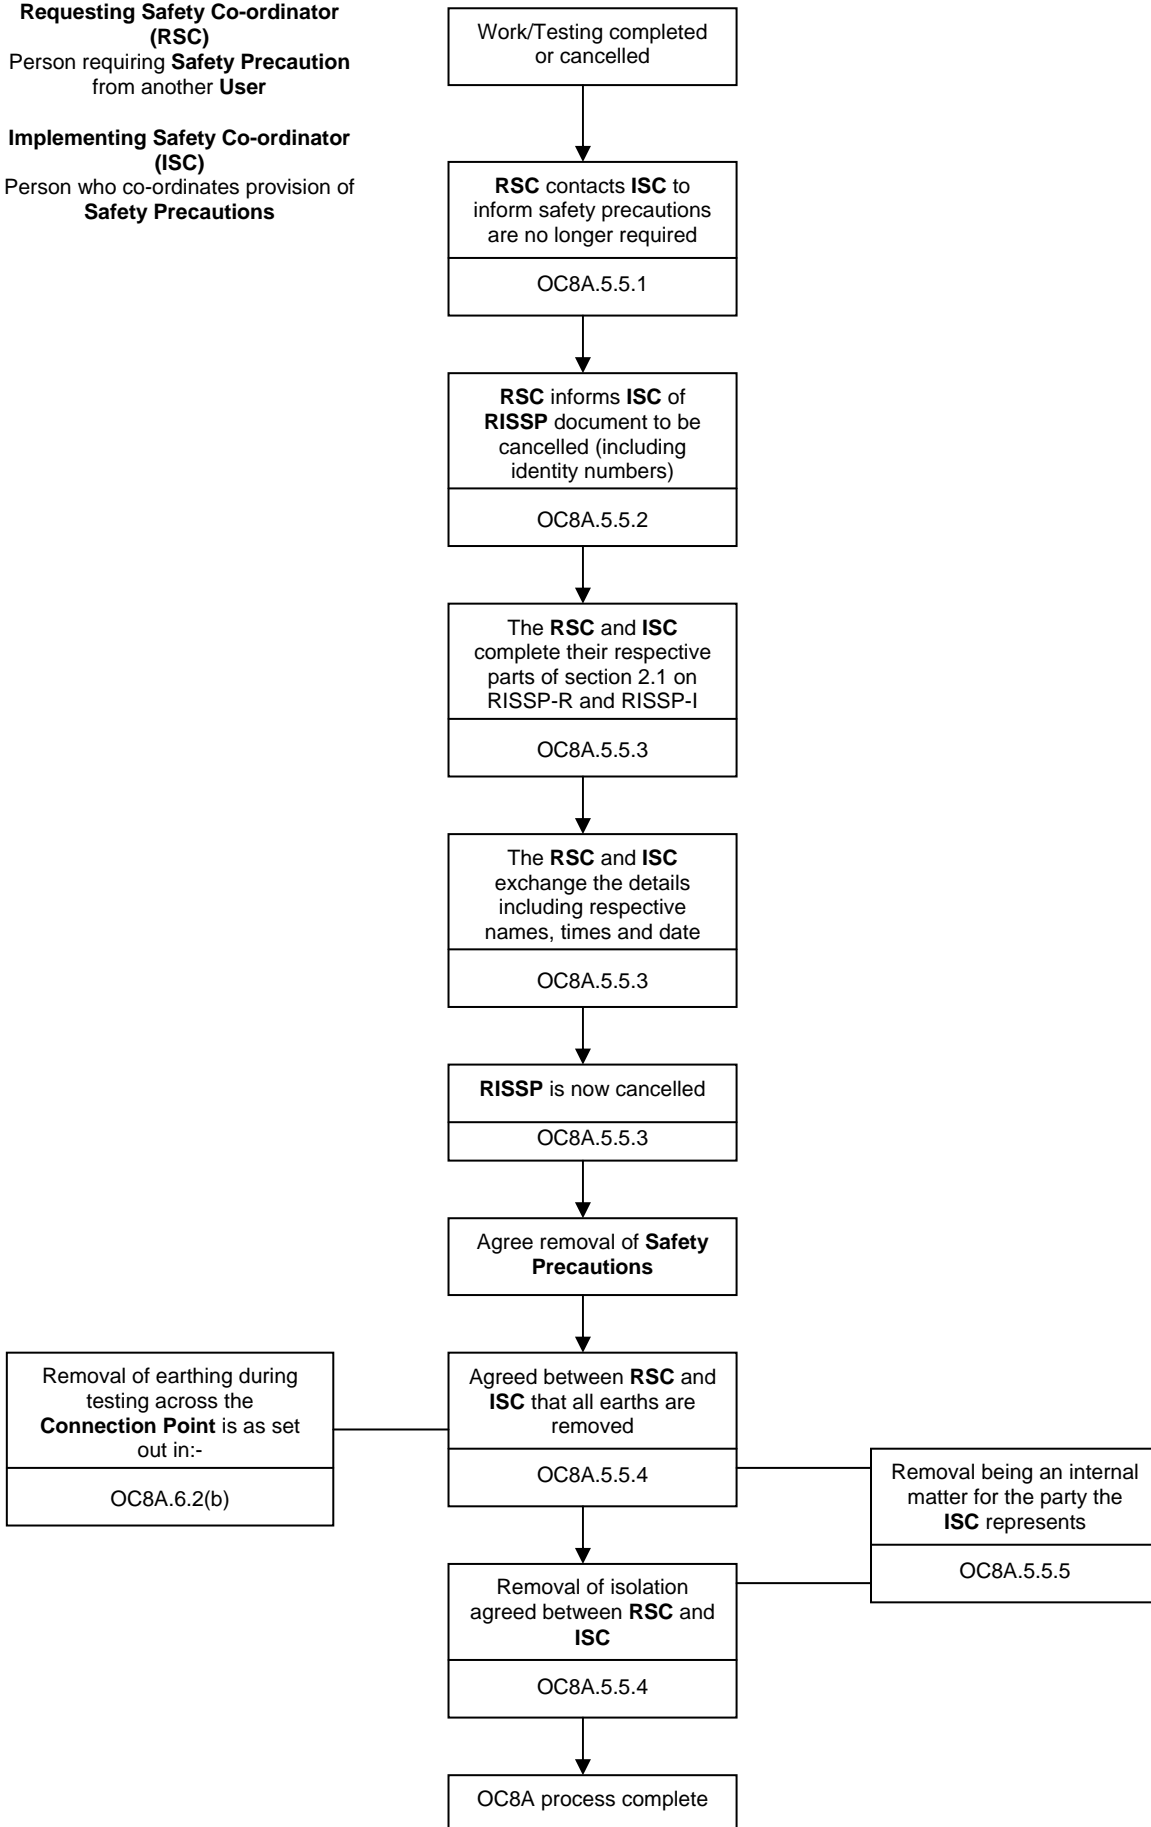 Requesting Safety Co-ordinator
(RSC)
Person requiring Safety Precaution
from another User
Implementing Safety Co-ordinator
(ISC)
Person who co-ordinates provision of
Safety Precautions
Work/Testing completed
or cancelled
RSC contacts ISC to
inform safety precautions
are no longer required
OC8A.5.5.1
RSC informs ISC of
RISSP document to be
cancelled (including
identity numbers)
OC8A.5.5.2
The RSC and ISC
complete their respective
parts of section 2.1 on
RISSP-R and RISSP-I
OC8A.5.5.3
The RSC and ISC
exchange the details
including respective
names, times and date
OC8A.5.5.3
RISSP is now cancelled
OC8A.5.5.3
Agree removal of Safety
Precautions
Removal of earthing during
testing across the
Connection Point is as set
out in:-
OC8A.6.2(b)
Agreed between RSC and
ISC that all earths are
removed
OC8A.5.5.4
Removal being an internal
matter for the party the
ISC represents
OC8A.5.5.5
Removal of isolation
agreed between RSC and
ISC
OC8A.5.5.4
OC8A process complete